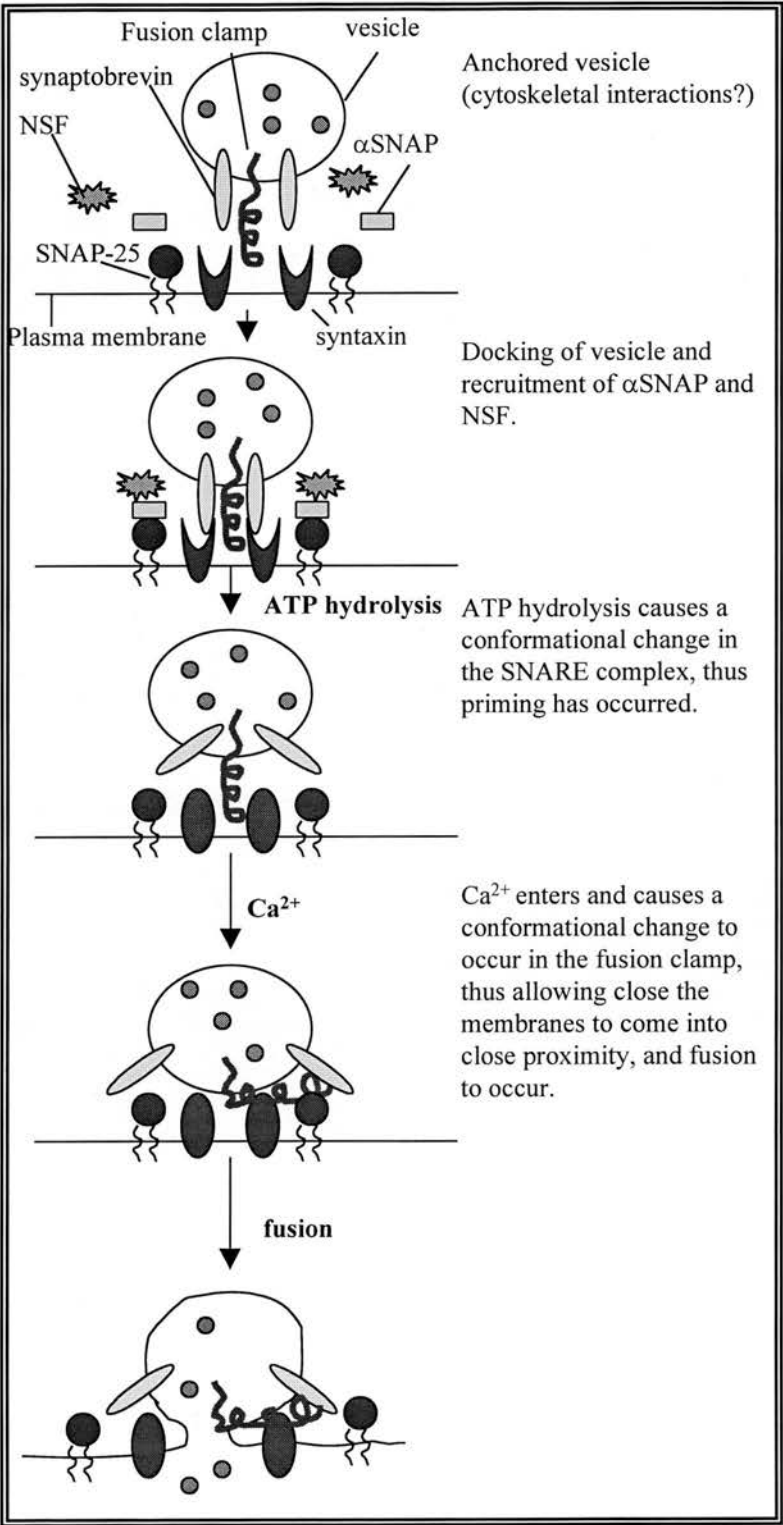 Fusion clamp
vesicle
synaptobrevin
NSF
αSNAP
SNAP-25
Plasma membrane
syntaxin
Anchored vesicle
(cytoskeletal interactions?)
Docking of vesicle and
recruitment of αSNAP and
NSF.
ATP hydrolysis
ATP hydrolysis causes a
conformational change in
the SNARE complex, thus
priming has occurred.
Ca²⁺
Ca²⁺ enters and causes a
conformational change to
occur in the fusion clamp,
thus allowing close the
membranes to come into
close proximity, and fusion
to occur.
fusion